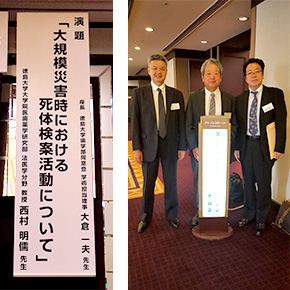 演題
「大規模災害時における
死体検案活動について」
座長 徳島大学医学部同窓会 学術担当理事 大倉 一夫 先生
徳島大学大学院医歯薬学研究部 法医学分野 教授 西村 明儒 先生